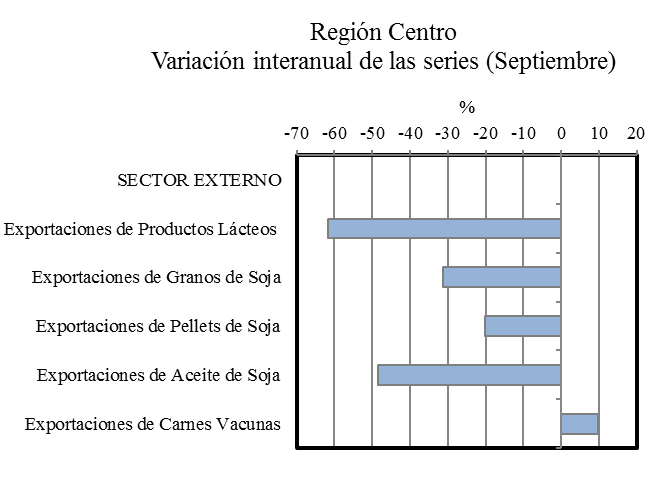 Región Centro
Variación interanual de las series (Septiembre)
%
-70 -60 -50 -40 -30 -20 -10 0 10 20
SECTOR EXTERNO
Exportaciones de Productos Lácteos
Exportaciones de Granos de Soja
Exportaciones de Pellets de Soja
Exportaciones de Aceite de Soja
Exportaciones de Carnes Vacunas